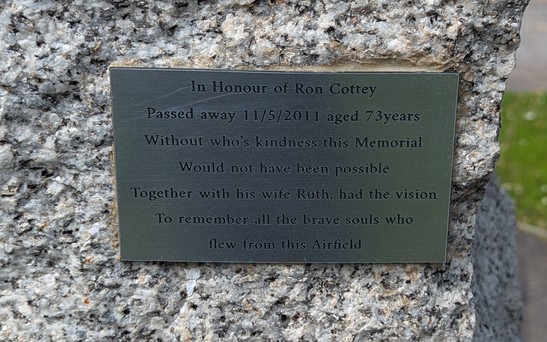 In Honour of Ron Cottey
Passed away 11/5/2011 aged 73years
Without who's kindness this Memorial
Would not have been possible
Together with his wife Ruth, had the vision
To remember all the brave souls who
flew from this Airfield